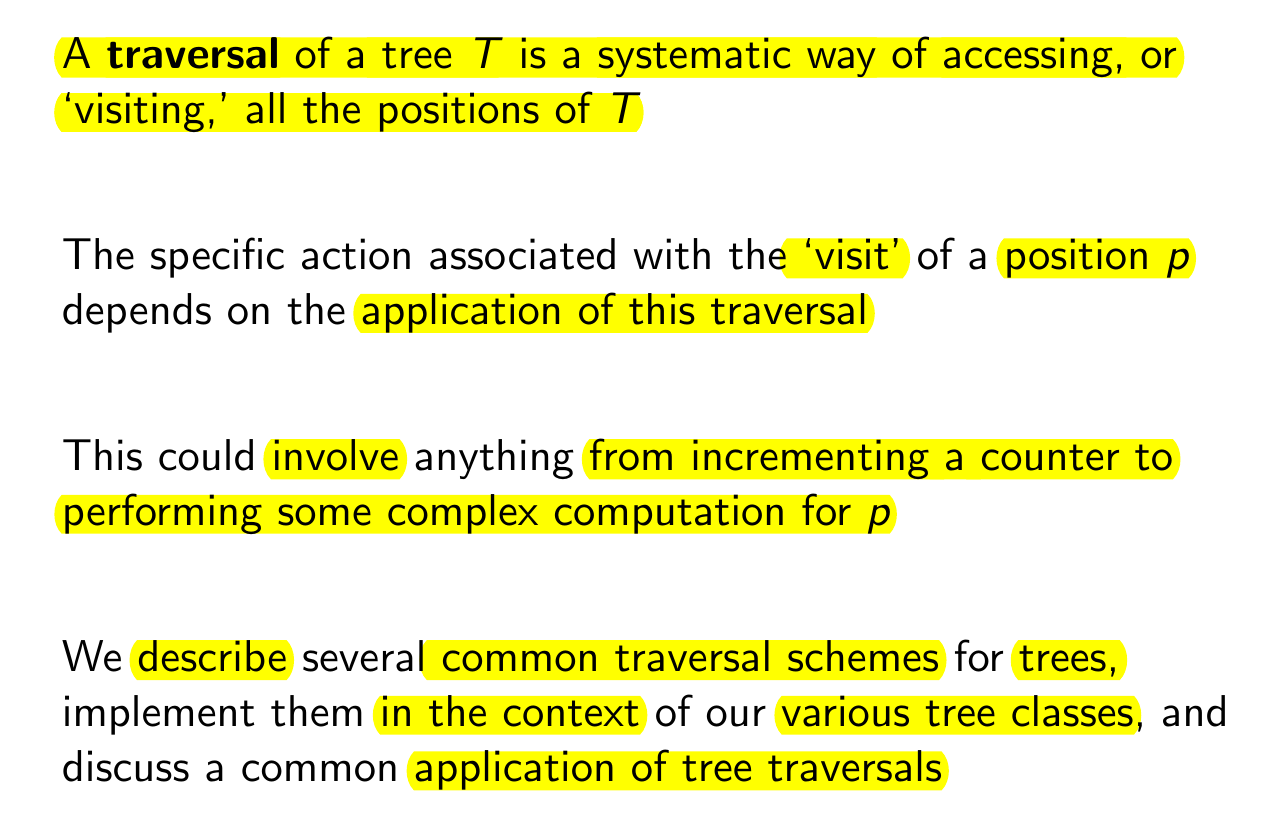 A traversal of a tree T is a systematic way of accessing, or
‘visiting,’ all the positions of T
The specific action associated with the ‘visit’ of a position p
depends on the application of this traversal
This could involve anything from incrementing a counter to
performing some complex computation for p
We describe several common traversal schemes for trees,
implement them in the context of our various tree classes, and
discuss a common application of tree traversals